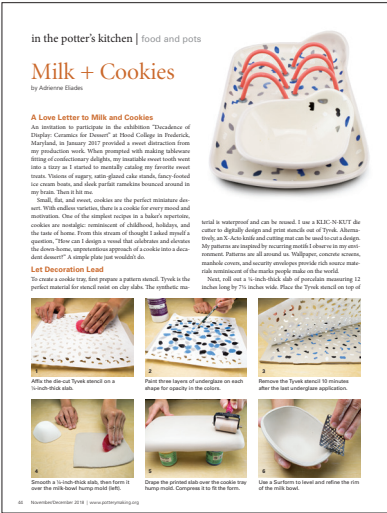 in the potter's kitchen | food and pots
Milk + Cookies
by Adrienne Eliades
A Love Letter to Milk and Cookies
An invitation to participate in the exhibition "Decadence of
Display: Ceramics for Dessert" at Hood College in Frederick,
Maryland, in January 2017 provided a sweet distraction from
my production work. When prompted with making tableware
fitting of confectionary delights, my insatiable sweet tooth went
into a tizzy as I started to mentally catalog my favorite sweet
treats. Visions of sugary, satin-glazed cake stands, fancy-footed
ice cream boats, and sleek parfait ramekins bounced around in
my brain. Then it hit me.
Small, flat, and sweet, cookies are the perfect miniature des-
sert. With endless varieties, there is a cookie for every mood and
motivation. One of the simplest recipes in a baker's repertoire,
cookies are nostalgic: reminiscent of childhood, holidays, and
the taste of home. From this stream of thought I asked myself a
question, "How can I design a vessel that celebrates and elevates
the down-home, unpretentious approach of a cookie into a deca-
dent dessert?" A simple plate just wouldn't do.
Let Decoration Lead
To create a cookie tray, first prepare a pattern stencil. Tyvek is the
perfect material for stencil resist on clay slabs. The synthetic ma-
terial is waterproof and can be reused. I use a KLIC-N-KUT die
cutter to digitally design and print stencils out of Tyvek. Alterna-
tively, an X-Acto knife and cutting mat can be used to cut a design.
My patterns are inspired by recurring motifs I observe in my envi-
ronment. Patterns are all around us. Wallpaper, concrete screens,
manhole covers, and security envelopes provide rich source mate-
rials reminiscent of the marks people make on the world.
Next, roll out a ¼-inch-thick slab of porcelain measuring 12
inches long by 7½ inches wide. Place the Tyvek stencil on top of
1
Affix the die-cut Tyvek stencil on a
¼-inch-thick slab.
2
Paint three layers of underglaze on each
shape for opacity in the colors.
3
Remove the Tyvek stencil 10 minutes
after the last underglaze application.
4
Smooth a ¼-inch-thick slab, then form it
over the milk-bowl hump mold (left).
5
Drape the printed slab over the cookie tray
hump mold. Compress it to fit the form.
6
Use a Surform to level and refine the rim
of the milk bowl.
46 November/December 2018 | www.potterymaking.org